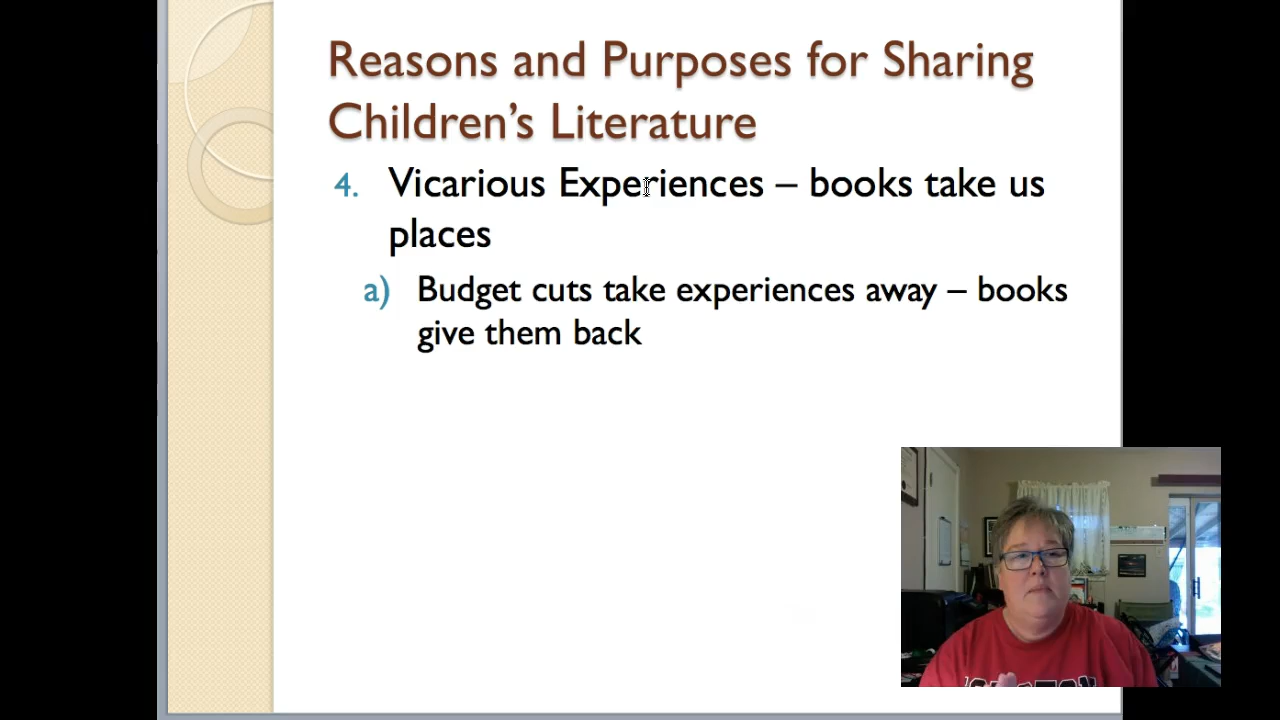 Reasons and Purposes for Sharing
Children's Literature
4. Vicarious Experiences – books take us
places
a) Budget cuts take experiences away – books
give them back